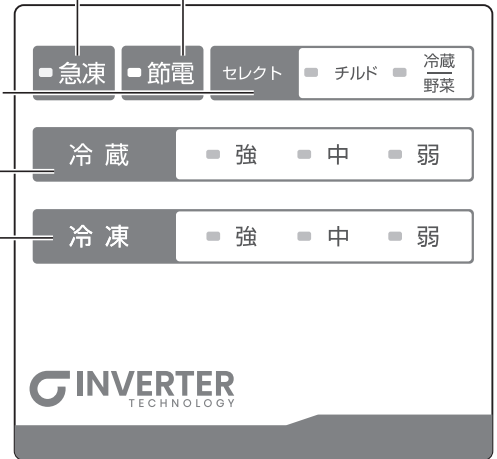 急凍 節電 セレクト チルド 冷蔵
野菜
冷蔵 強 中 弱
冷凍 強 中 弱
INVERTER
TECHNOLOGY